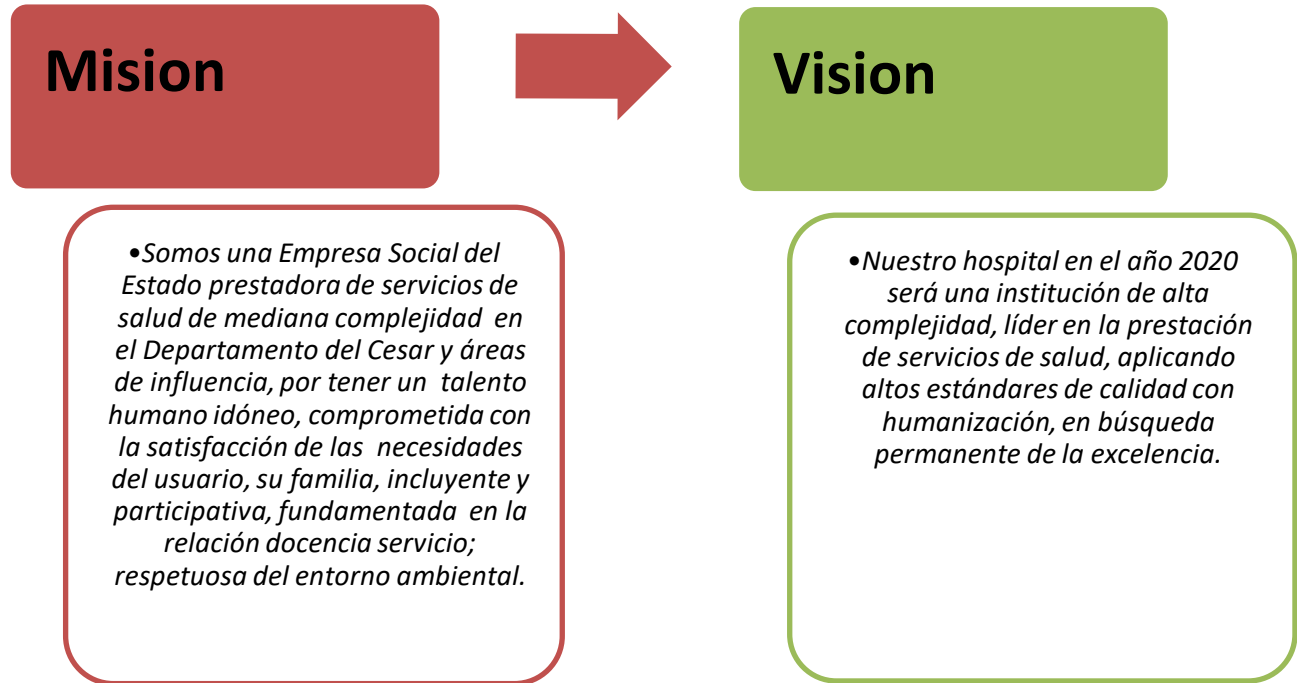 Mision
•Somos una Empresa Social del
Estado prestadora de servicios de
salud de mediana complejidad en
el Departamento del Cesar y áreas
de influencia, por tener un talento
humano idóneo, comprometida con
la satisfacción de las necesidades
del usuario, su familia, incluyente y
participativa, fundamentada en la
relación docencia servicio;
respetuosa del entorno ambiental.
Vision
•Nuestro hospital en el año 2020
será una institución de alta
complejidad, líder en la prestación
de servicios de salud, aplicando
altos estándares de calidad con
humanización, en búsqueda
permanente de la excelencia.